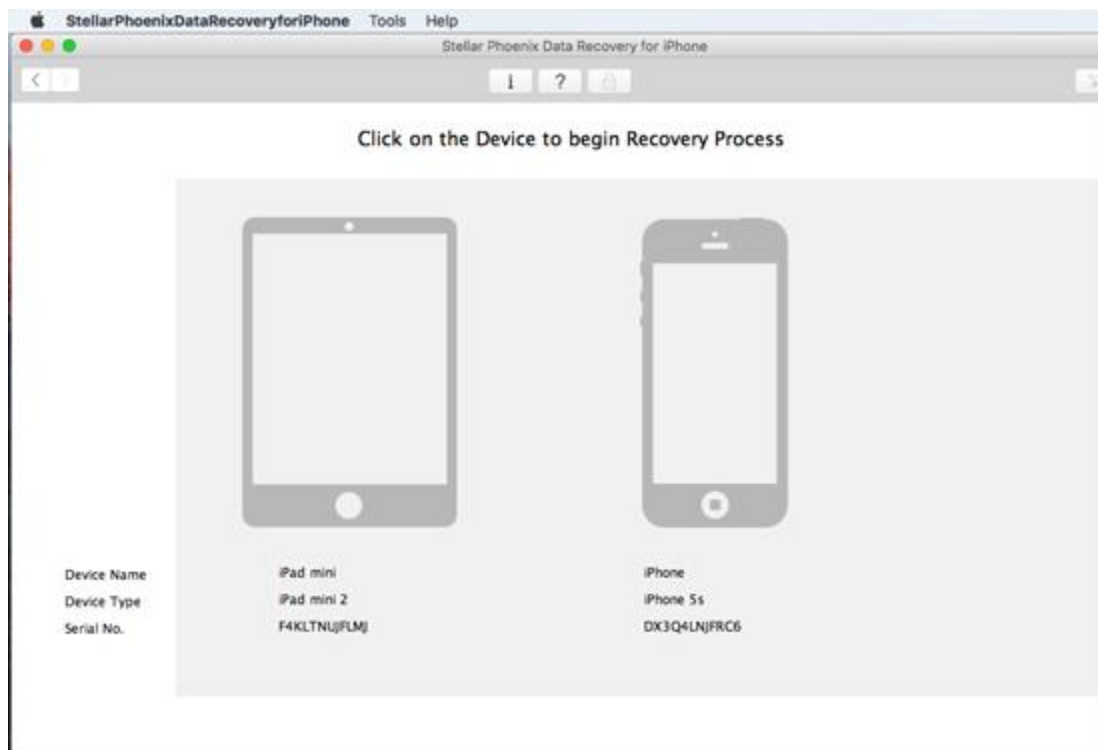 StellarPhoenixDataRecoveryforiPhone Tools Help
Stellar Phoenix Data Recovery for iPhone
i ?
Click on the Device to begin Recovery Process
Device Name iPad mini iPhone
Device Type iPad mini 2 iPhone 5s
Serial No. F4KLTNUJFLMJ DX3Q4LNJFRC6